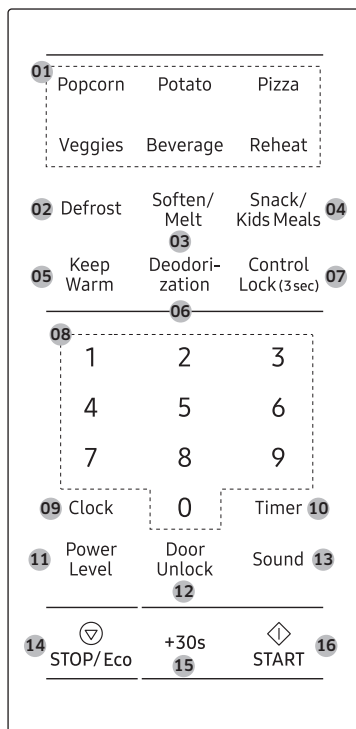 01
Popcorn Potato Pizza
Veggies Beverage Reheat
02 Defrost Soften/ Snack/ 04
Melt Kids Meals
03
05 Keep Deodori- Control 07
Warm zation Lock (3 sec)
06
08
1 2 3
4 5 6
7 8 9
09 Clock 0 Timer 10
11 Power Door Sound 13
Level Unlock
12
14 STOP/Eco +30s START 16
15